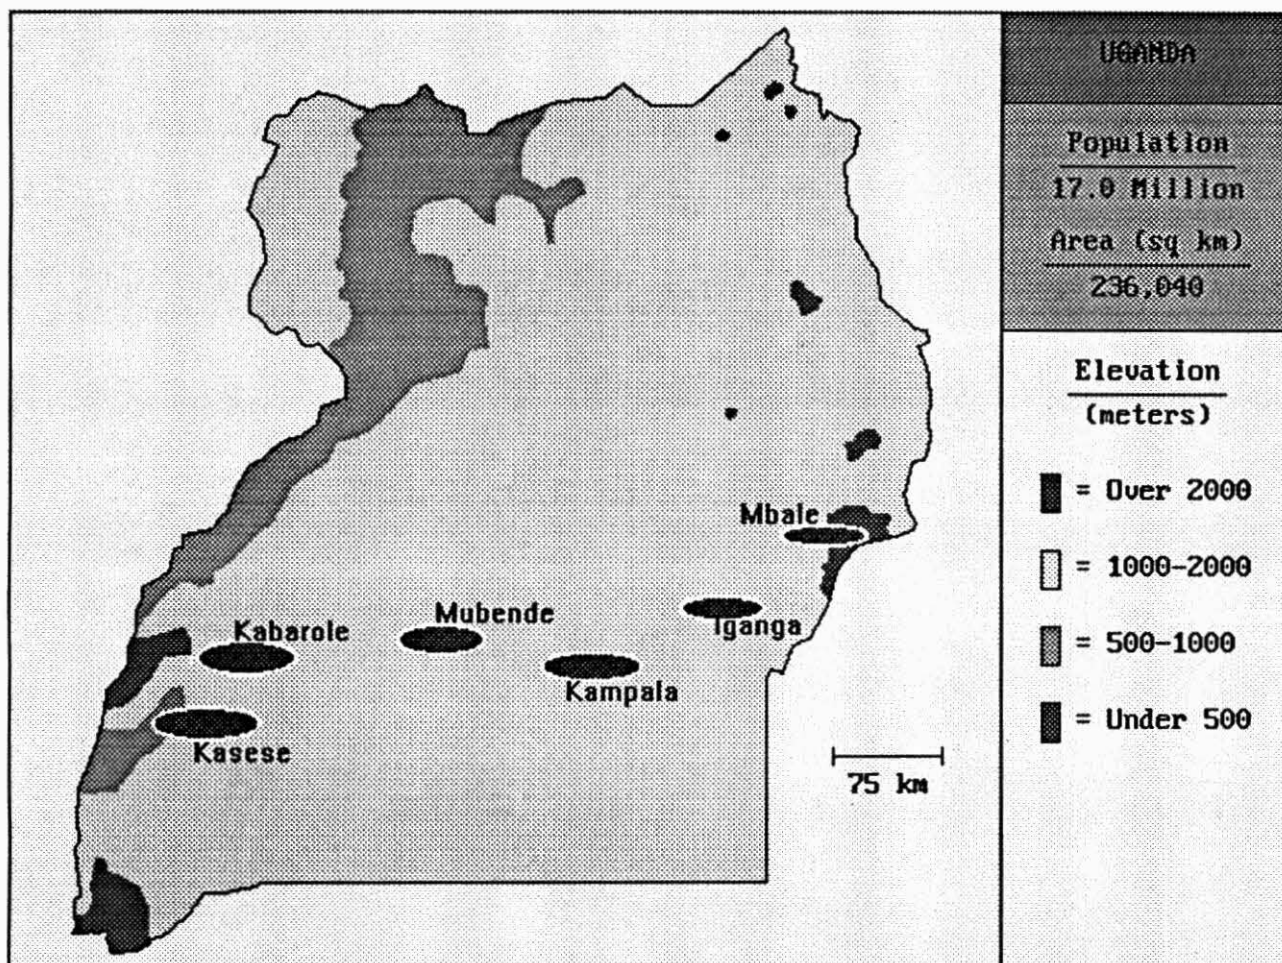 UGANDA
Population
17.0 Million
Area (sq km)
236,040
Elevation
(meters)
= Over 2000
= 1000-2000
= 500-1000
= Under 500
Mbale
Iganga
Mubende
Kabarole
Kampala
Kasese
75 km